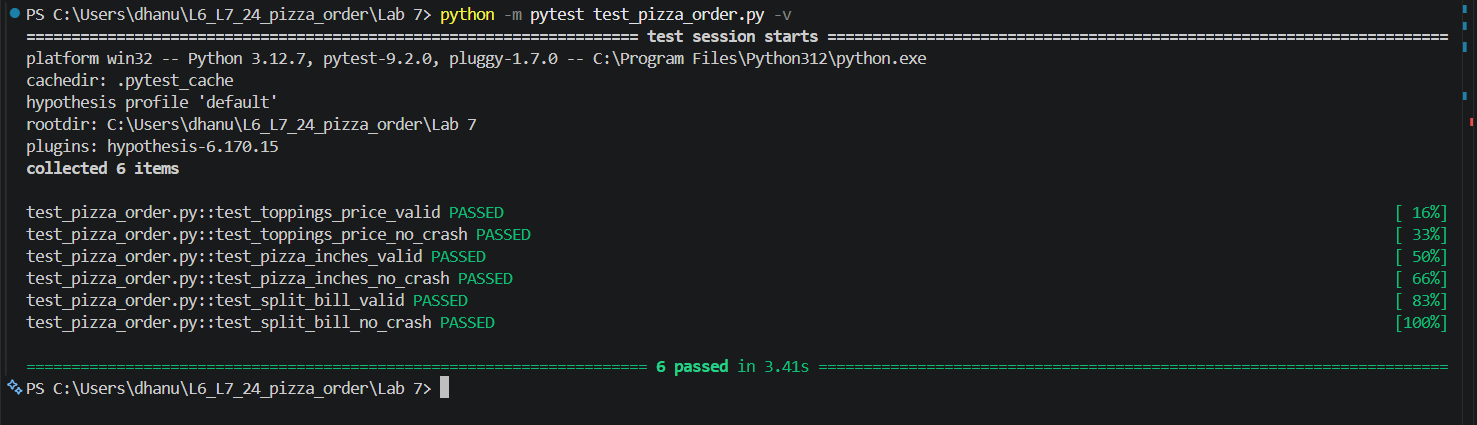 PS C:\Users\dhanu\L6_L7_24_pizza_order\Lab 7> python -m pytest test_pizza_order.py -v
==================================================================== test session starts =====================================================================
platform win32 -- Python 3.12.7, pytest-9.2.0, pluggy-1.7.0 -- C:\Program Files\Python312\python.exe
cachedir: .pytest_cache
hypothesis profile 'default'
rootdir: C:\Users\dhanu\L6_L7_24_pizza_order\Lab 7
plugins: hypothesis-6.170.15
collected 6 items
test_pizza_order.py::test_toppings_price_valid PASSED [ 16%]
test_pizza_order.py::test_toppings_price_no_crash PASSED [ 33%]
test_pizza_order.py::test_pizza_inches_valid PASSED [ 50%]
test_pizza_order.py::test_pizza_inches_no_crash PASSED [ 66%]
test_pizza_order.py::test_split_bill_valid PASSED [ 83%]
test_pizza_order.py::test_split_bill_no_crash PASSED [100%]
===================================================================== 6 passed in 3.41s ======================================================================
PS C:\Users\dhanu\L6_L7_24_pizza_order\Lab 7>